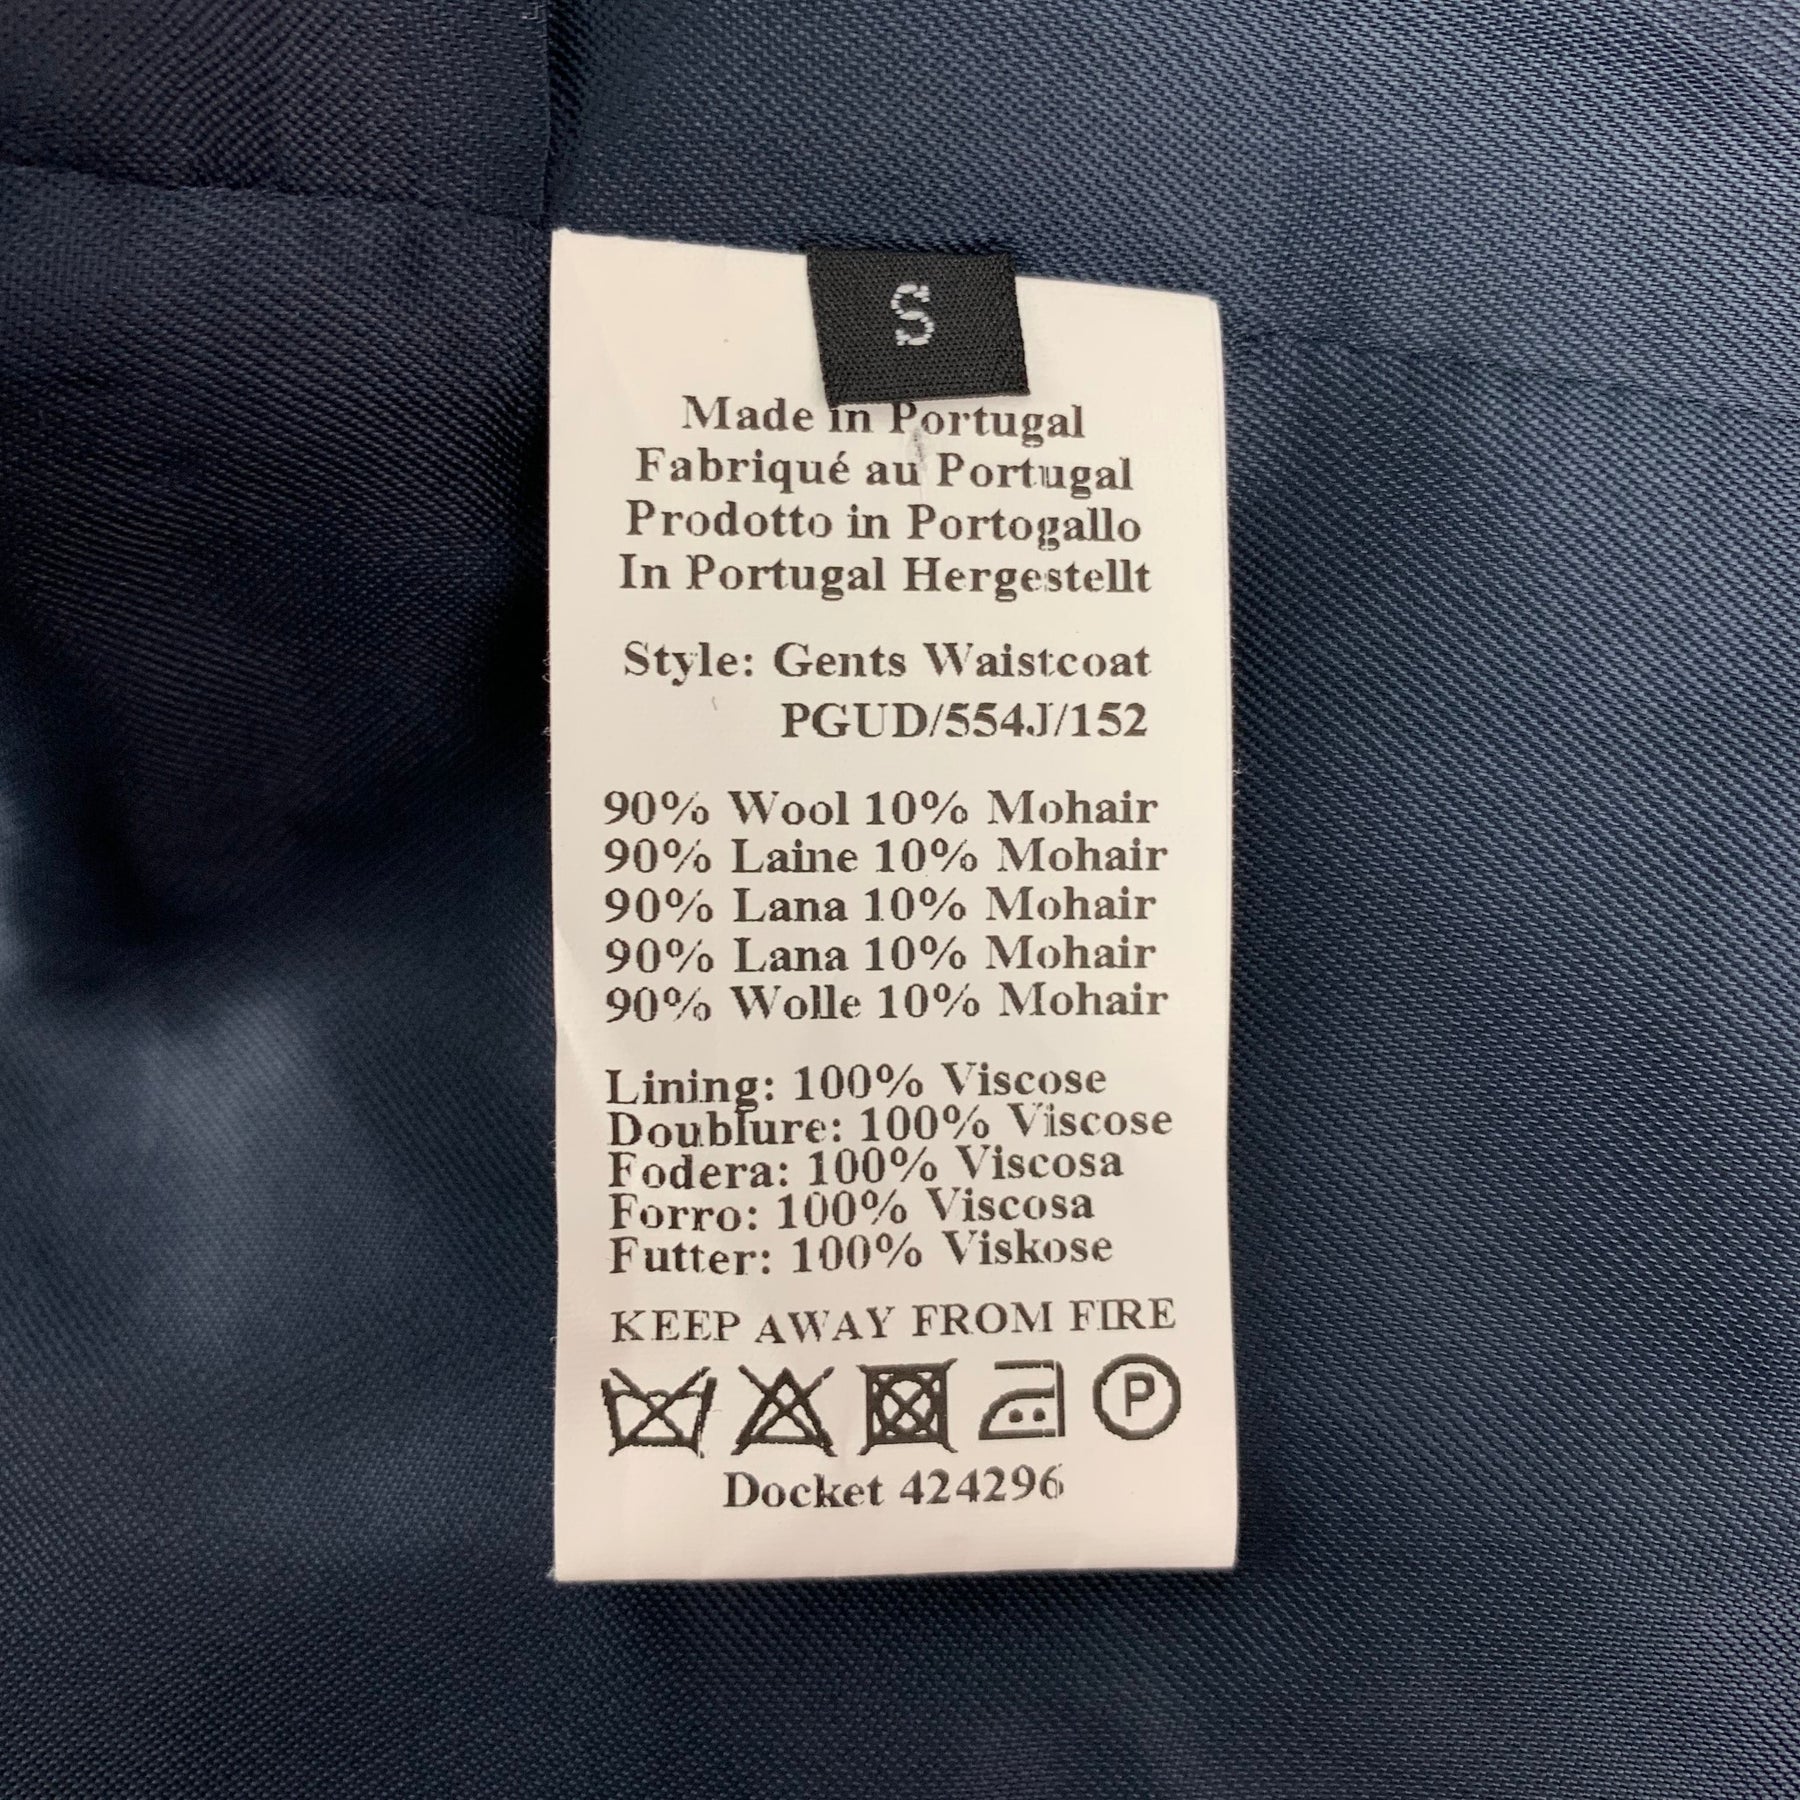 S
Made in Portugal
Fabriqué au Portugal
Prodotto in Portogallo
In Portugal Hergestellt
Style: Gents Waistcoat
PGUD/554J/152
90% Wool 10% Mohair
90% Laine 10% Mohair
90% Lana 10% Mohair
90% Lana 10% Mohair
90% Wolle 10% Mohair
Lining: 100% Viscose
Doublure: 100% Viscose
Fodera: 100% Viscosa
Forro: 100% Viscosa
Futter: 100% Viskose
KEEP AWAY FROM FIRE
P
Docket 424296